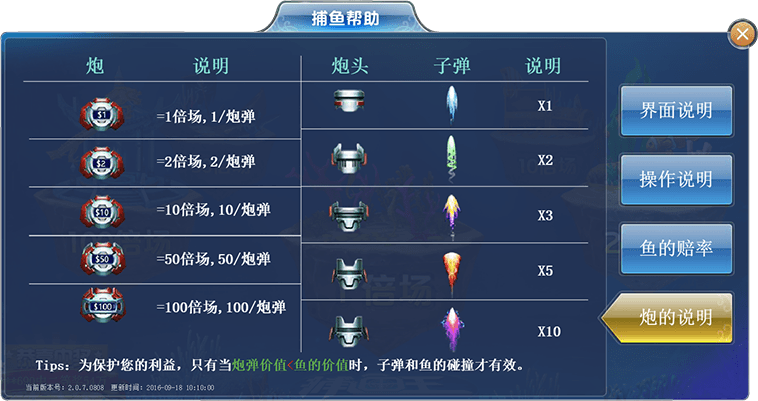 捕鱼帮助
炮 说明 炮头 子弹 说明
$1 =1倍场,1/炮弹 X1
$2 =2倍场,2/炮弹 X2
$10 =10倍场,10/炮弹 X3
$50 =50倍场,50/炮弹 X5
$100 =100倍场,100/炮弹 X10
界面说明
操作说明
鱼的赔率
炮的说明
Tips: 为保护您的利益，只有当炮弹价值<鱼的价值时，子弹和鱼的碰撞才有效。
当前版本号: 2.0.7.0808 更新时间: 2016-09-18 10:10:00